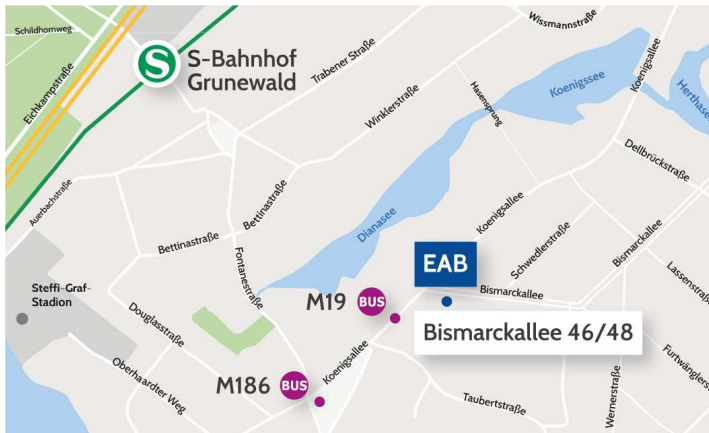 Schildhornweg
Eichkampstraße
S
S-Bahnhof
Grunewald
Trabener Straße
Wissmannstraße
Koenigsallee
Koenigssee
Herthasee
Hasensprung
Winklerstraße
Dellbrückstraße
Auerbachstraße
Bettinastraße
Bettinastraße
Dianasee
Koenigsallee
Schwedlerstraße
Bismarckallee
Lassenstraße
Fontanestraße
EAB
Bismarckallee
Steffi-Graf-
Stadion
Douglasstraße
M19
BUS
Bismarckallee 46/48
Furtwänglerstr
Oberhaardter Weg
M186
BUS
Koenigsallee
Taubertstraße
Wernerstraße